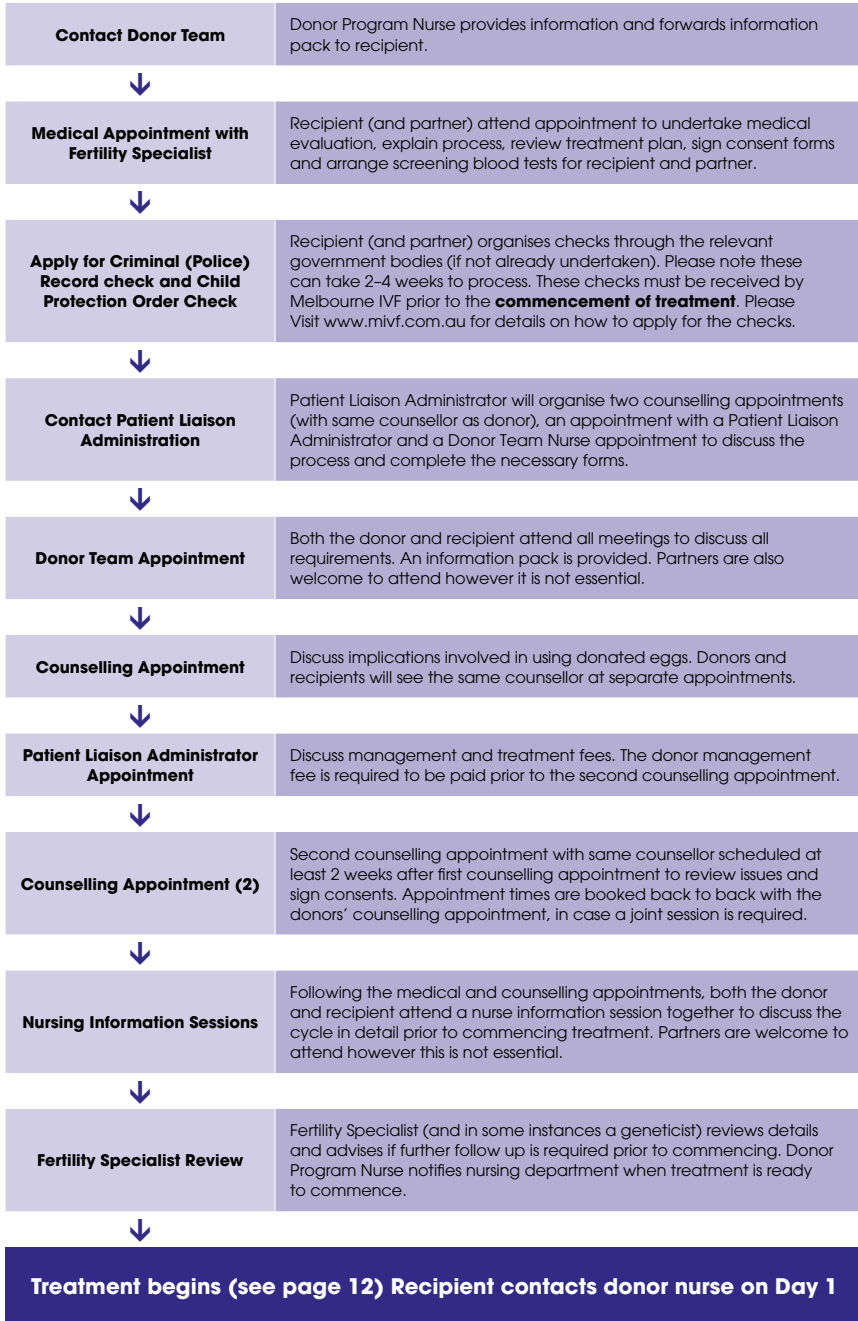 Contact Donor Team
Donor Program Nurse provides information and forwards information
pack to recipient.
Medical Appointment with
Fertility Specialist
Recipient (and partner) attend appointment to undertake medical
evaluation, explain process, review treatment plan, sign consent forms
and arrange screening blood tests for recipient and partner.
Apply for Criminal (Police)
Record check and Child
Protection Order Check
Recipient (and partner) organises checks through the relevant
government bodies (if not already undertaken). Please note these
can take 2–4 weeks to process. These checks must be received by
Melbourne IVF prior to the commencement of treatment. Please
Visit www.mivf.com.au for details on how to apply for the checks.
Contact Patient Liaison
Administration
Patient Liaison Administrator will organise two counselling appointments
(with same counsellor as donor), an appointment with a Patient Liaison
Administrator and a Donor Team Nurse appointment to discuss the
process and complete the necessary forms.
Donor Team Appointment
Both the donor and recipient attend all meetings to discuss all
requirements. An information pack is provided. Partners are also
welcome to attend however it is not essential.
Counselling Appointment
Discuss implications involved in using donated eggs. Donors and
recipients will see the same counsellor at separate appointments.
Patient Liaison Administrator
Appointment
Discuss management and treatment fees. The donor management
fee is required to be paid prior to the second counselling appointment.
Counselling Appointment (2)
Second counselling appointment with same counsellor scheduled at
least 2 weeks after first counselling appointment to review issues and
sign consents. Appointment times are booked back to back with the
donors' counselling appointment, in case a joint session is required.
Nursing Information Sessions
Following the medical and counselling appointments, both the donor
and recipient attend a nurse information session together to discuss the
cycle in detail prior to commencing treatment. Partners are welcome to
attend however this is not essential.
Fertility Specialist Review
Fertility Specialist (and in some instances a geneticist) reviews details
and advises if further follow up is required prior to commencing. Donor
Program Nurse notifies nursing department when treatment is ready
to commence.
Treatment begins (see page 12) Recipient contacts donor nurse on Day 1